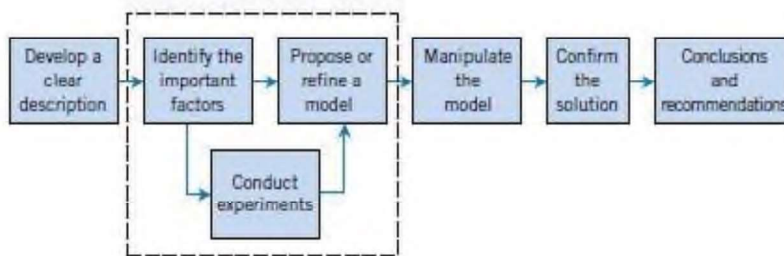 Develop a
clear
description
Identify the
important
factors
Propose or
refine a
model
Manipulate
the
model
Confirm
the
solution
Conclusions
and
recommendations
Conduct
experiments